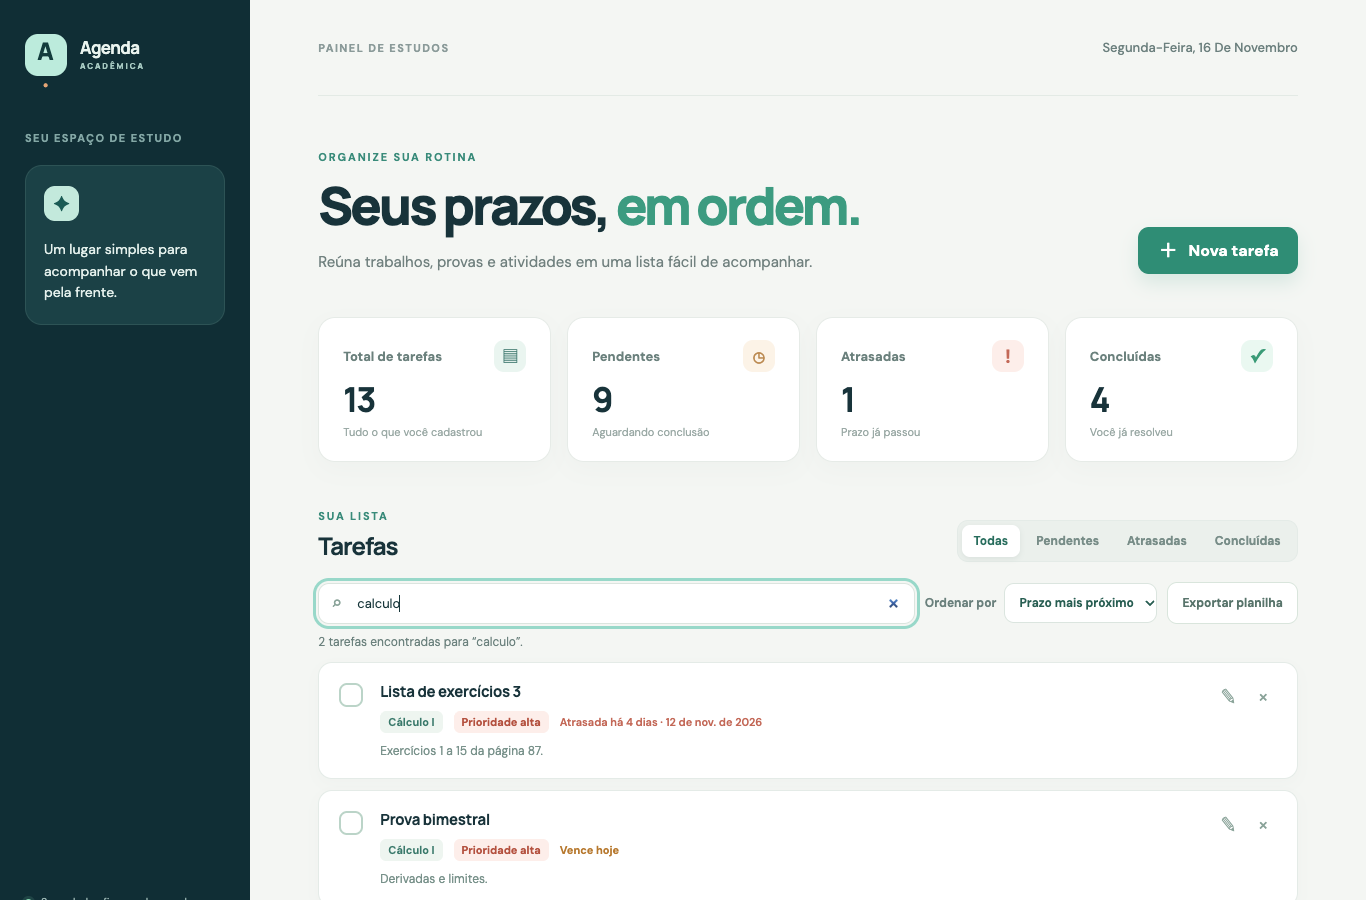 A
Agenda
ACADÊMICA
SEU ESPAÇO DE ESTUDO
Um lugar simples para
acompanhar o que vem
pela frente.
PAINEL DE ESTUDOS
Segunda-Feira, 16 De Novembro
ORGANIZE SUA ROTINA
Seus prazos, em ordem.
Reúna trabalhos, provas e atividades em uma lista fácil de acompanhar.
Nova tarefa
Total de tarefas
13
Tudo o que você cadastrou
Pendentes
9
Aguardando conclusão
Atrasadas
!
1
Prazo já passou
Concluídas
4
Você já resolveu
SUA LISTA
Tarefas
Todas
Pendentes
Atrasadas
Concluídas
calculo
Ordenar por
Prazo mais próximo
Exportar planilha
2 tarefas encontradas para “calculo”.
Lista de exercícios 3
Cálculo I
Prioridade alta
Atrasada há 4 dias · 12 de nov. de 2026
Exercícios 1 a 15 da página 87.
Prova bimestral
Cálculo I
Prioridade alta
Vence hoje
Derivadas e limites.